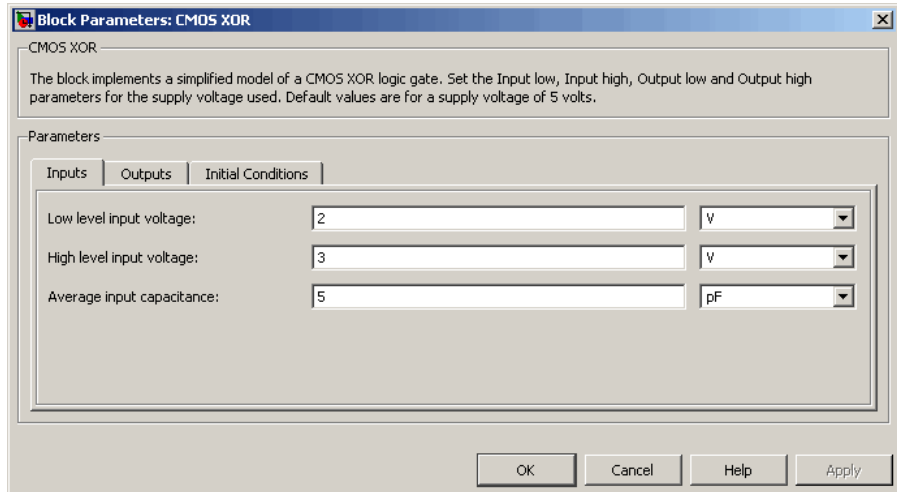 Block Parameters: CMOS XOR
CMOS XOR
The block implements a simplified model of a CMOS XOR logic gate. Set the Input low, Input high, Output low and Output high
parameters for the supply voltage used. Default values are for a supply voltage of 5 volts.
Parameters
Inputs Outputs Initial Conditions
Low level input voltage: 2 V
High level input voltage: 3 V
Average input capacitance: 5 pF
OK Cancel Help Apply